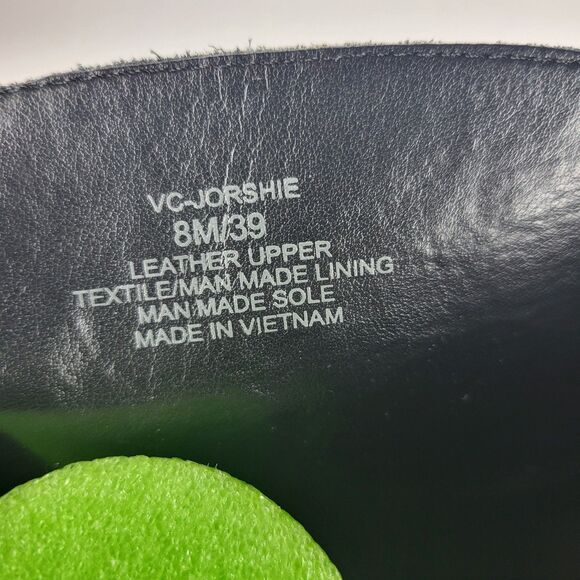 VC-JORSHIE
8M/39
LEATHER UPPER
TEXTILE/MAN MADE LINING
MAN MADE SOLE
MADE IN VIETNAM